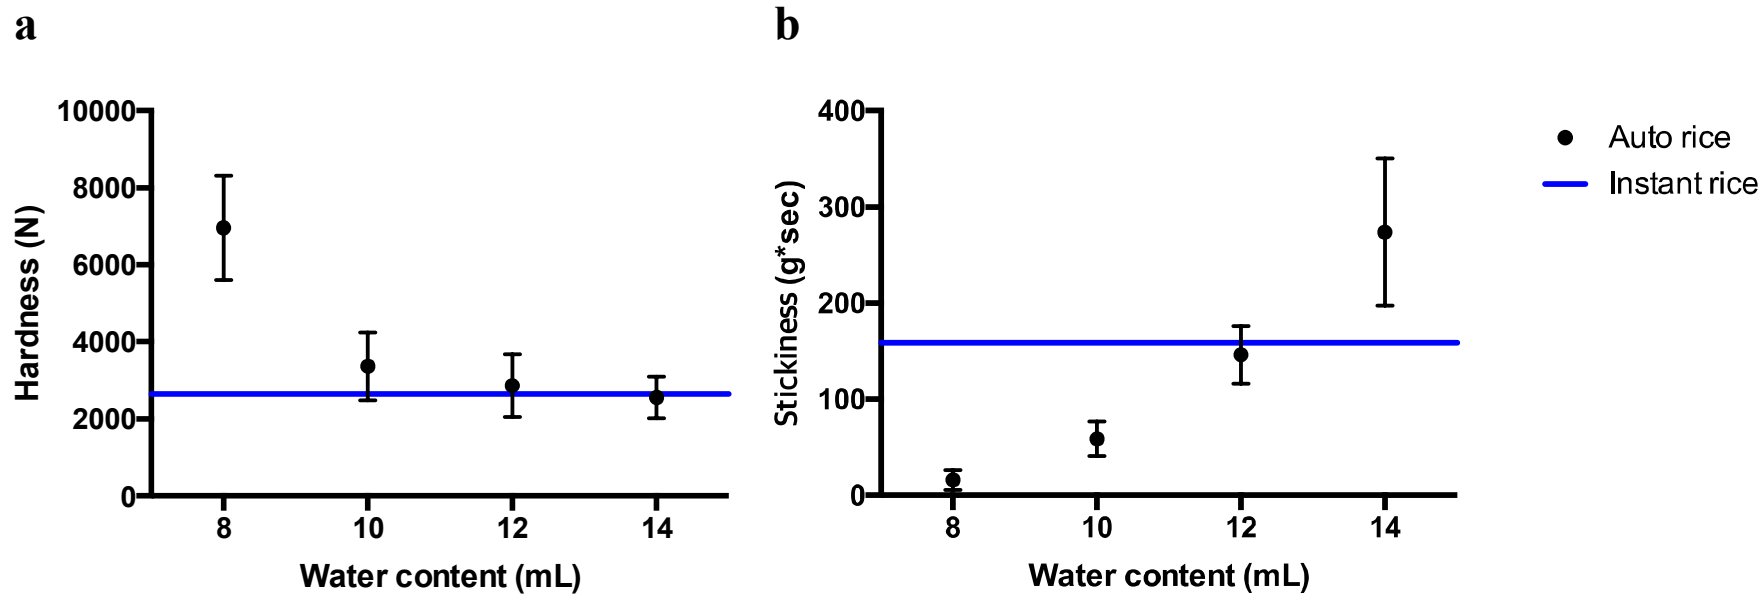 a
10000
8000
6000
4000
2000
0
Hardness (N)
8 10 12 14
Water content (mL)
b
400
300
200
100
0
Stickiness (g*sec)
8 10 12 14
Water content (mL)
Auto rice
Instant rice